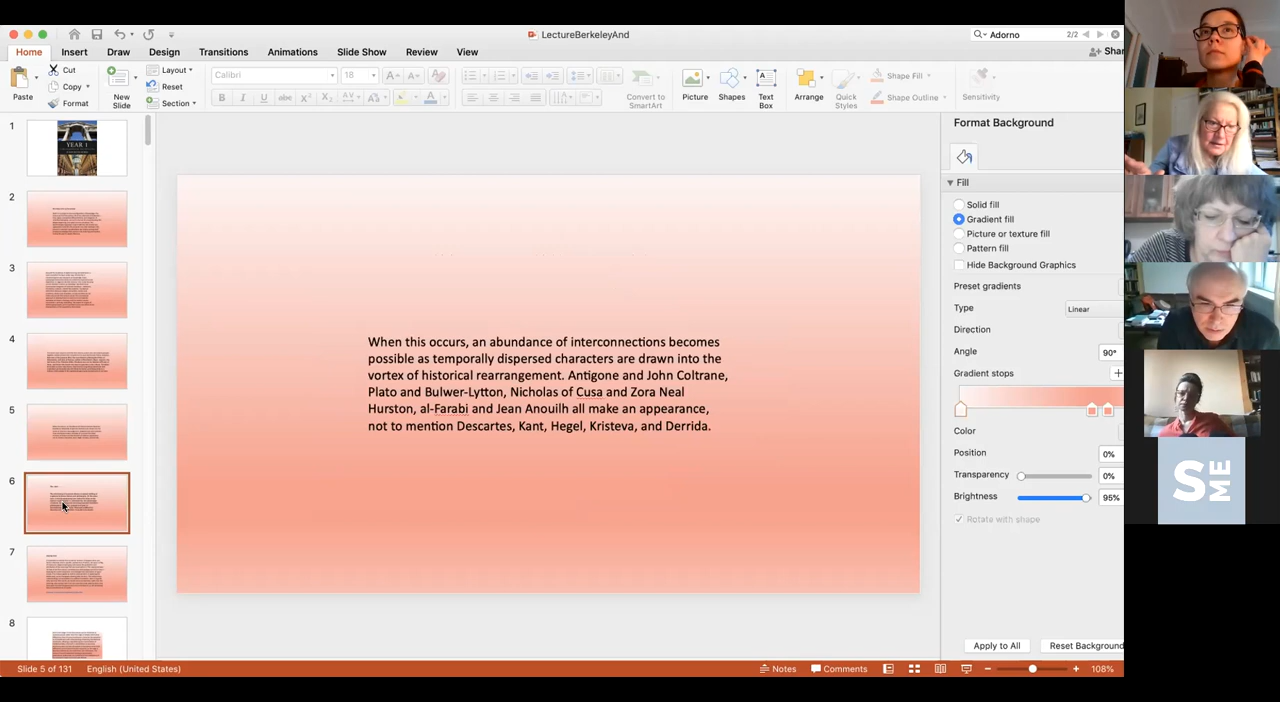 LectureBerkeleyAnd
Adorno
2/2
Home Insert Draw Design Transitions Animations Slide Show Review View
Shar
Paste
Cut
Copy
Format
New Slide
Layout
Reset
Section
Calibri
18
Convert to SmartArt
Picture
Shapes
Text Box
Arrange
Quick Styles
Shape Fill
Shape Outline
Sensitivity
1
YEAR 1
2
3
4
5
6
7
8
When this occurs, an abundance of interconnections becomes
possible as temporally dispersed characters are drawn into the
vortex of historical rearrangement. Antigone and John Coltrane,
Plato and Bulwer-Lytton, Nicholas of Cusa and Zora Neal
Hurston, al-Farabi and Jean Anouilh all make an appearance,
not to mention Descartes, Kant, Hegel, Kristeva, and Derrida.
Format Background
Fill
Solid fill
Gradient fill
Picture or texture fill
Pattern fill
Hide Background Graphics
Preset gradients
Type Linear
Direction
Angle 90°
Gradient stops
Color
Position 0%
Transparency 0%
Brightness 95%
Rotate with shape
Apply to All Reset Background
Slide 5 of 131 English (United States) Notes Comments 108%
SEME